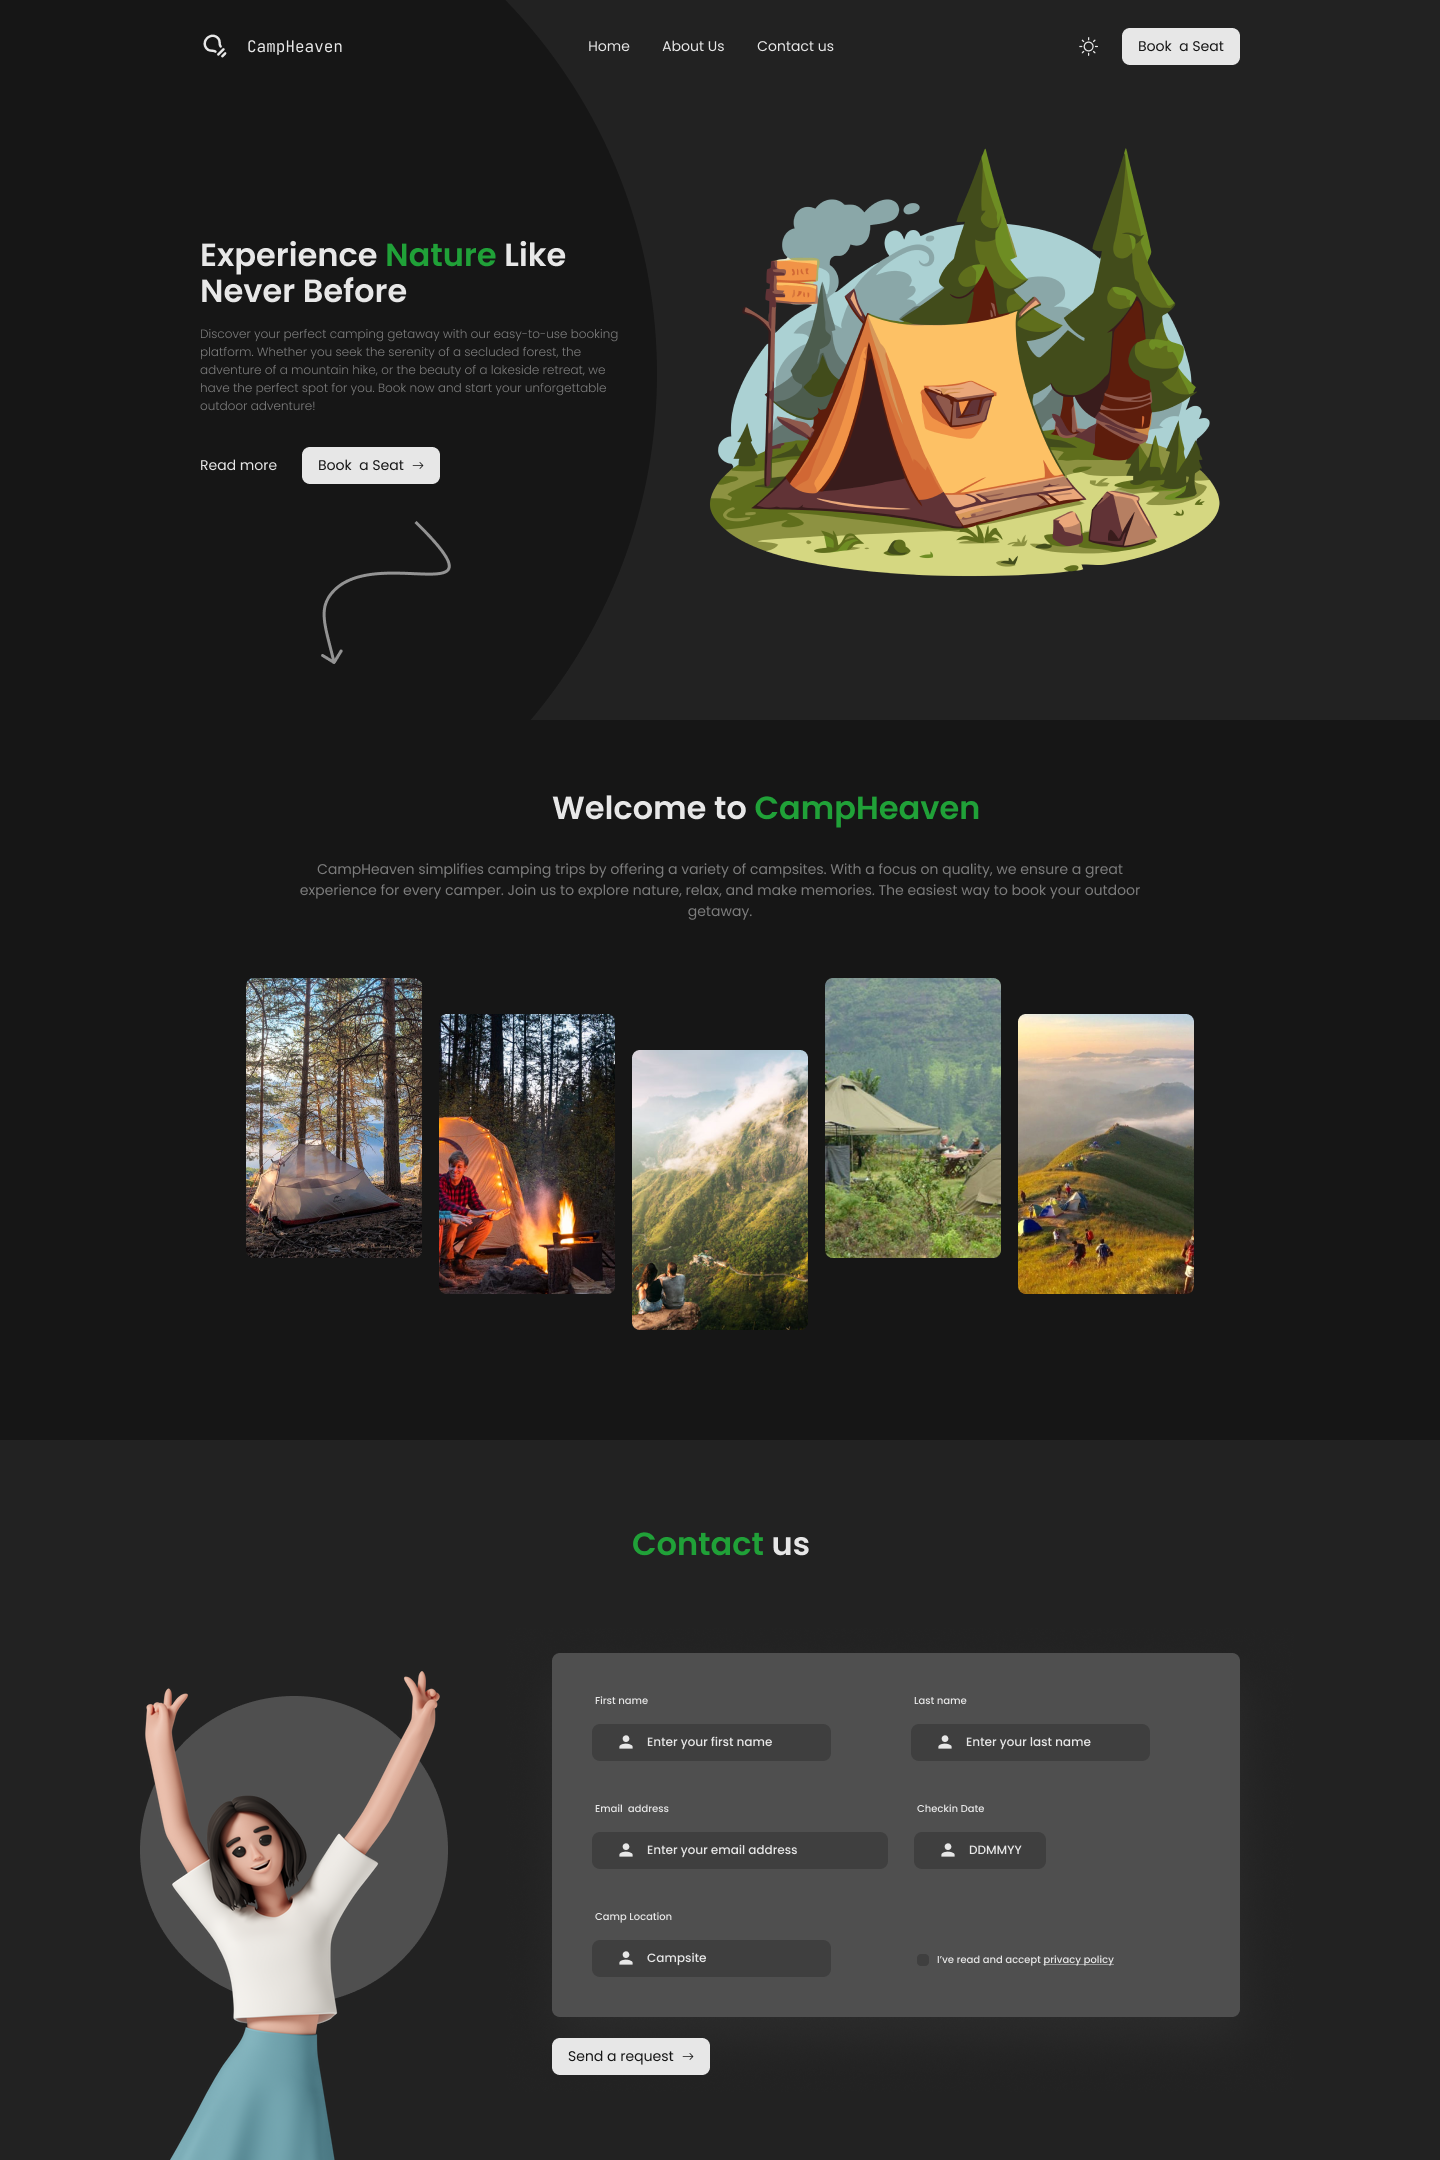 CampHeaven
Home
About Us
Contact us
Book  a Seat
Experience Nature Like
Never Before
Discover your perfect camping getaway with our easy-to-use booking
platform. Whether you seek the serenity of a secluded forest, the
adventure of a mountain hike, or the beauty of a lakeside retreat, we
have the perfect spot for you. Book now and start your unforgettable
outdoor adventure!
Read more
Book  a Seat →
Welcome to CampHeaven
CampHeaven simplifies camping trips by offering a variety of campsites. With a focus on quality, we ensure a great
experience for every camper. Join us to explore nature, relax, and make memories. The easiest way to book your outdoor
getaway.
Contact us
First name
Last name
Enter your first name
Enter your last name
Email  address
Checkin Date
Enter your email address
DDMMYY
Camp Location
Campsite
I've read and accept privacy policy
Send a request →